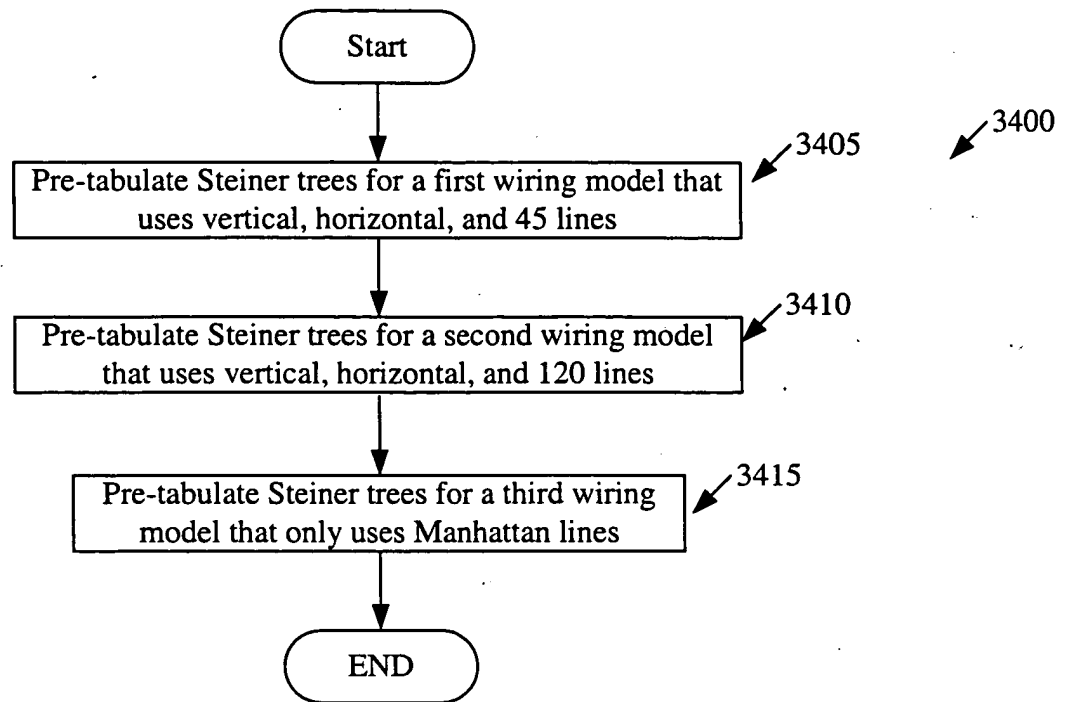 Start
3400
3405
Pre-tabulate Steiner trees for a first wiring model that
uses vertical, horizontal, and 45 lines
3410
Pre-tabulate Steiner trees for a second wiring model
that uses vertical, horizontal, and 120 lines
3415
Pre-tabulate Steiner trees for a third wiring
model that only uses Manhattan lines
END